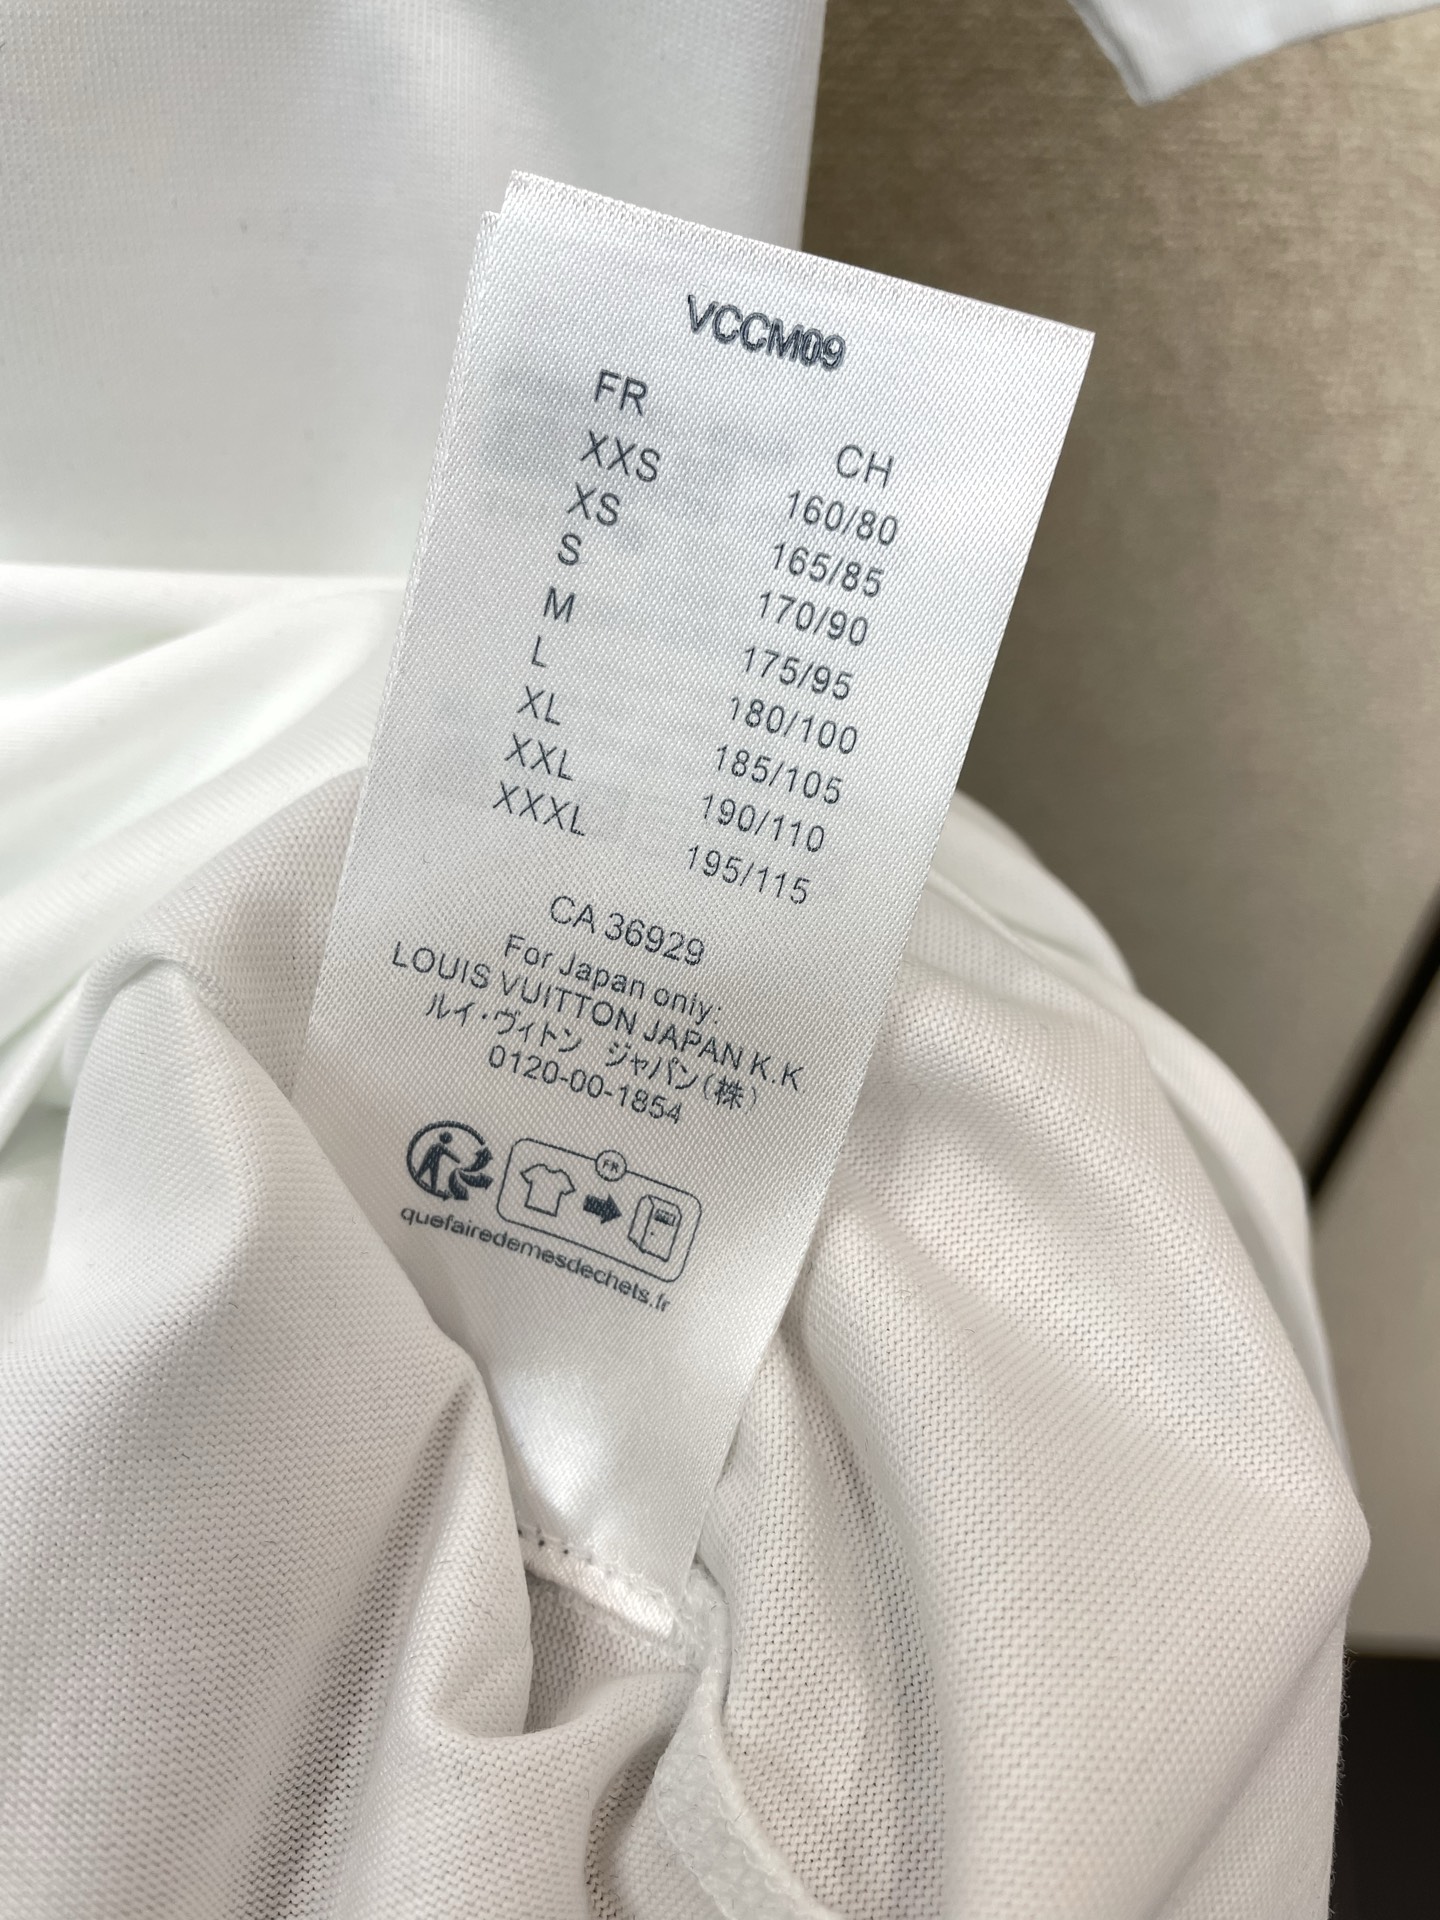 VCCM09
FR CH
XXS 160/80
XS 165/85
S 170/90
M 175/95
L 180/100
XL 185/105
XXL 190/110
XXXL 195/115
CA 36929
For Japan only:
LOUIS VUITTON JAPAN K.K.
ルイ・ヴィトン ジャパン(株)
0120-00-1854
FR
quefairedemesdechets.fr